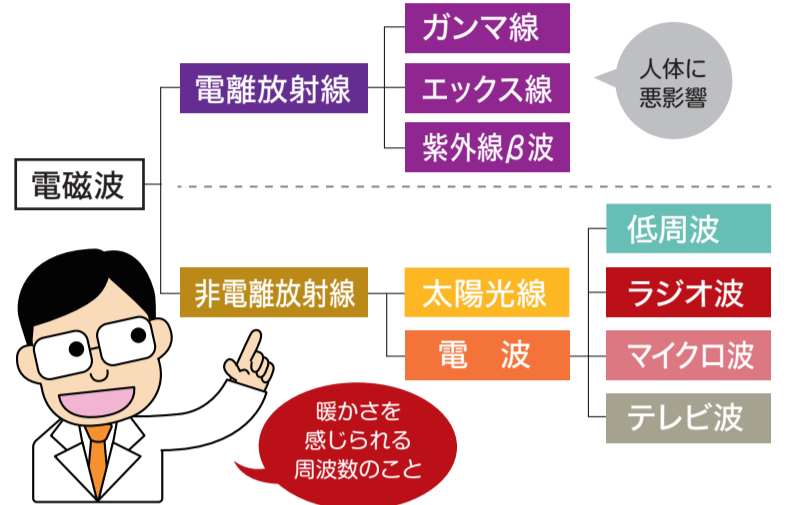 ガンマ線
電離放射線
エックス線
人体に
悪影響
紫外線β波
電磁波
低周波
非電離放射線
太陽光線
ラジオ波
電 波
マイクロ波
テレビ波
暖かさを
感じられる
周波数のこと